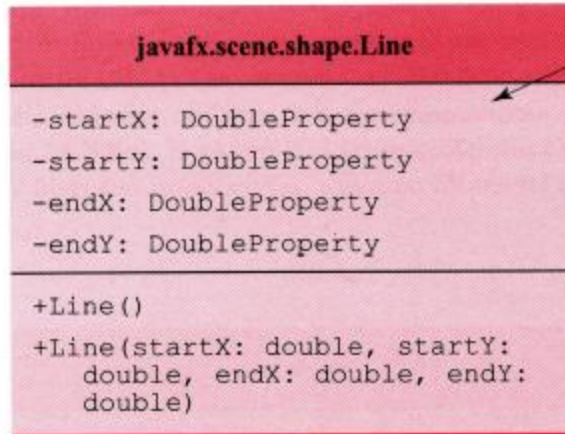 javafx.scene.shape.Line
-startX: DoubleProperty
-startY: DoubleProperty
-endX: DoubleProperty
-endY: DoubleProperty
+Line()
+Line(startX: double, startY:
double, endX: double, endY:
double)